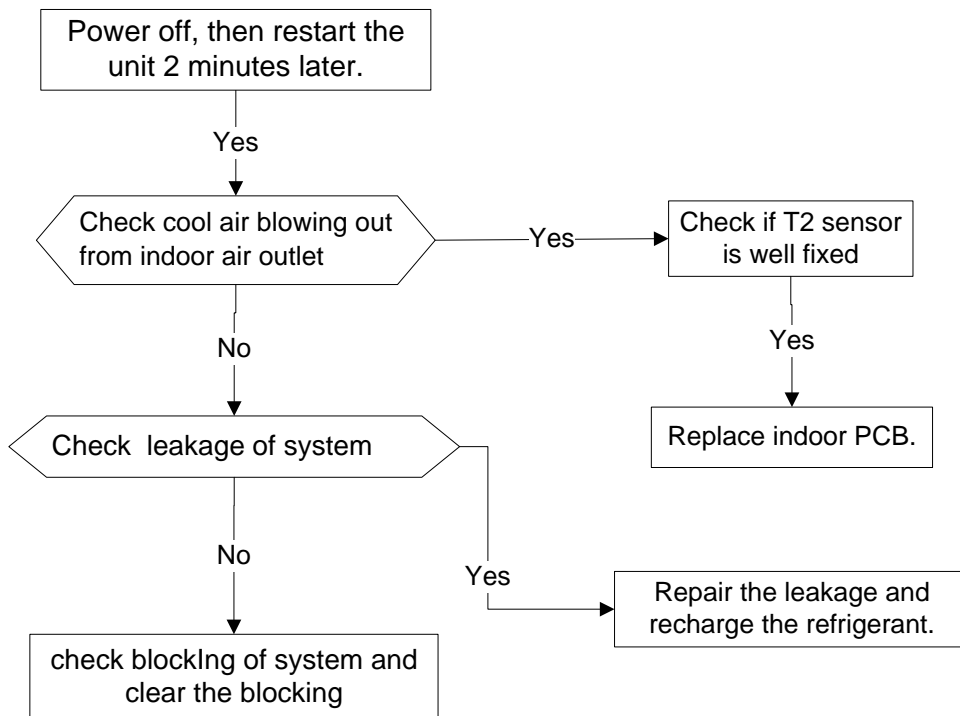 Power off, then restart the
unit 2 minutes later.
Yes
Check cool air blowing out
from indoor air outlet
Yes
Check if T2 sensor
is well fixed
No
Yes
Check leakage of system
Replace indoor PCB.
No
Yes
Repair the leakage and
recharge the refrigerant.
check blockIng of system and
clear the blocking